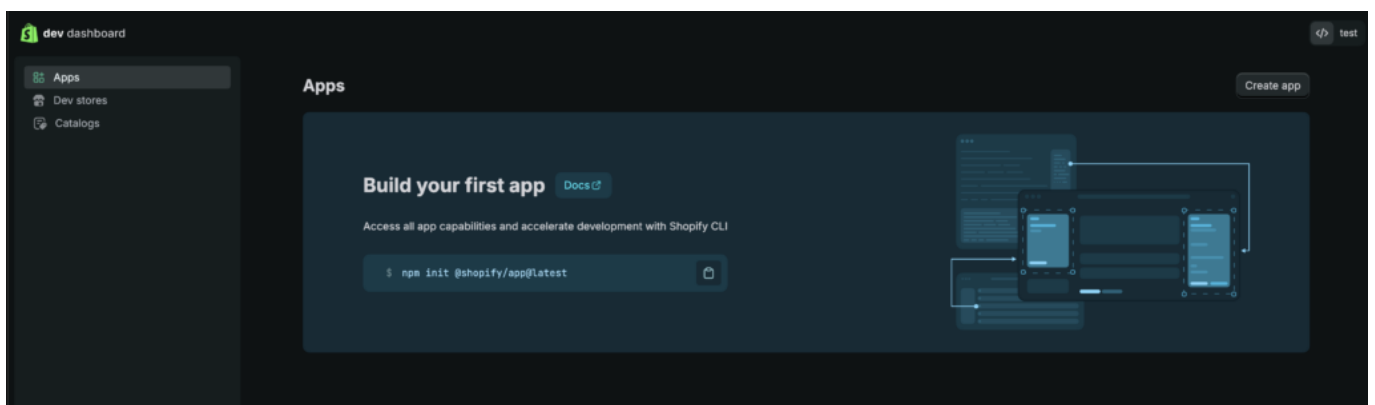 dev dashboard
test
Apps
Dev stores
Catalogs
Apps
Create app
Build your first app
Docs
Access all app capabilities and accelerate development with Shopify CLI
$ npm init @shopify/app@latest